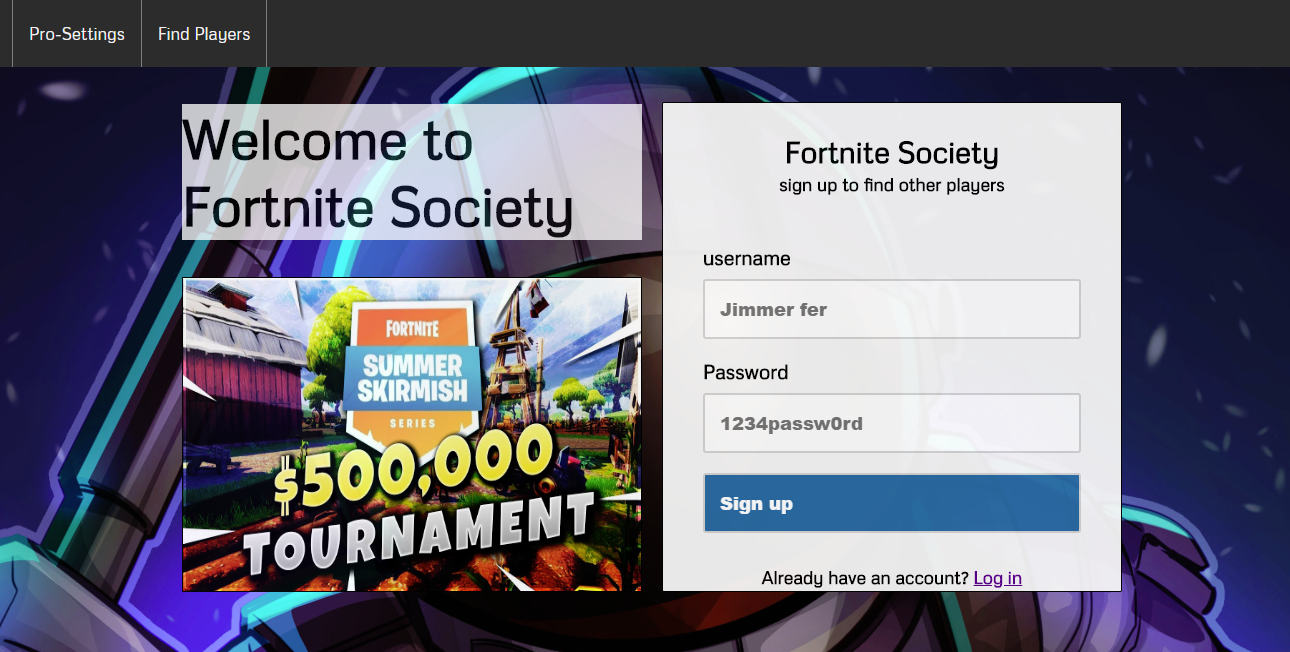 Pro-Settings
Find Players
Welcome to
Fortnite Society
FORTNITE
SUMMER
SKIRMISH
SERIES
$500,000
TOURNAMENT
Fortnite Society
sign up to find other players
username
Jimmer fer
Password
1234passw0rd
Sign up
Already have an account? Log in